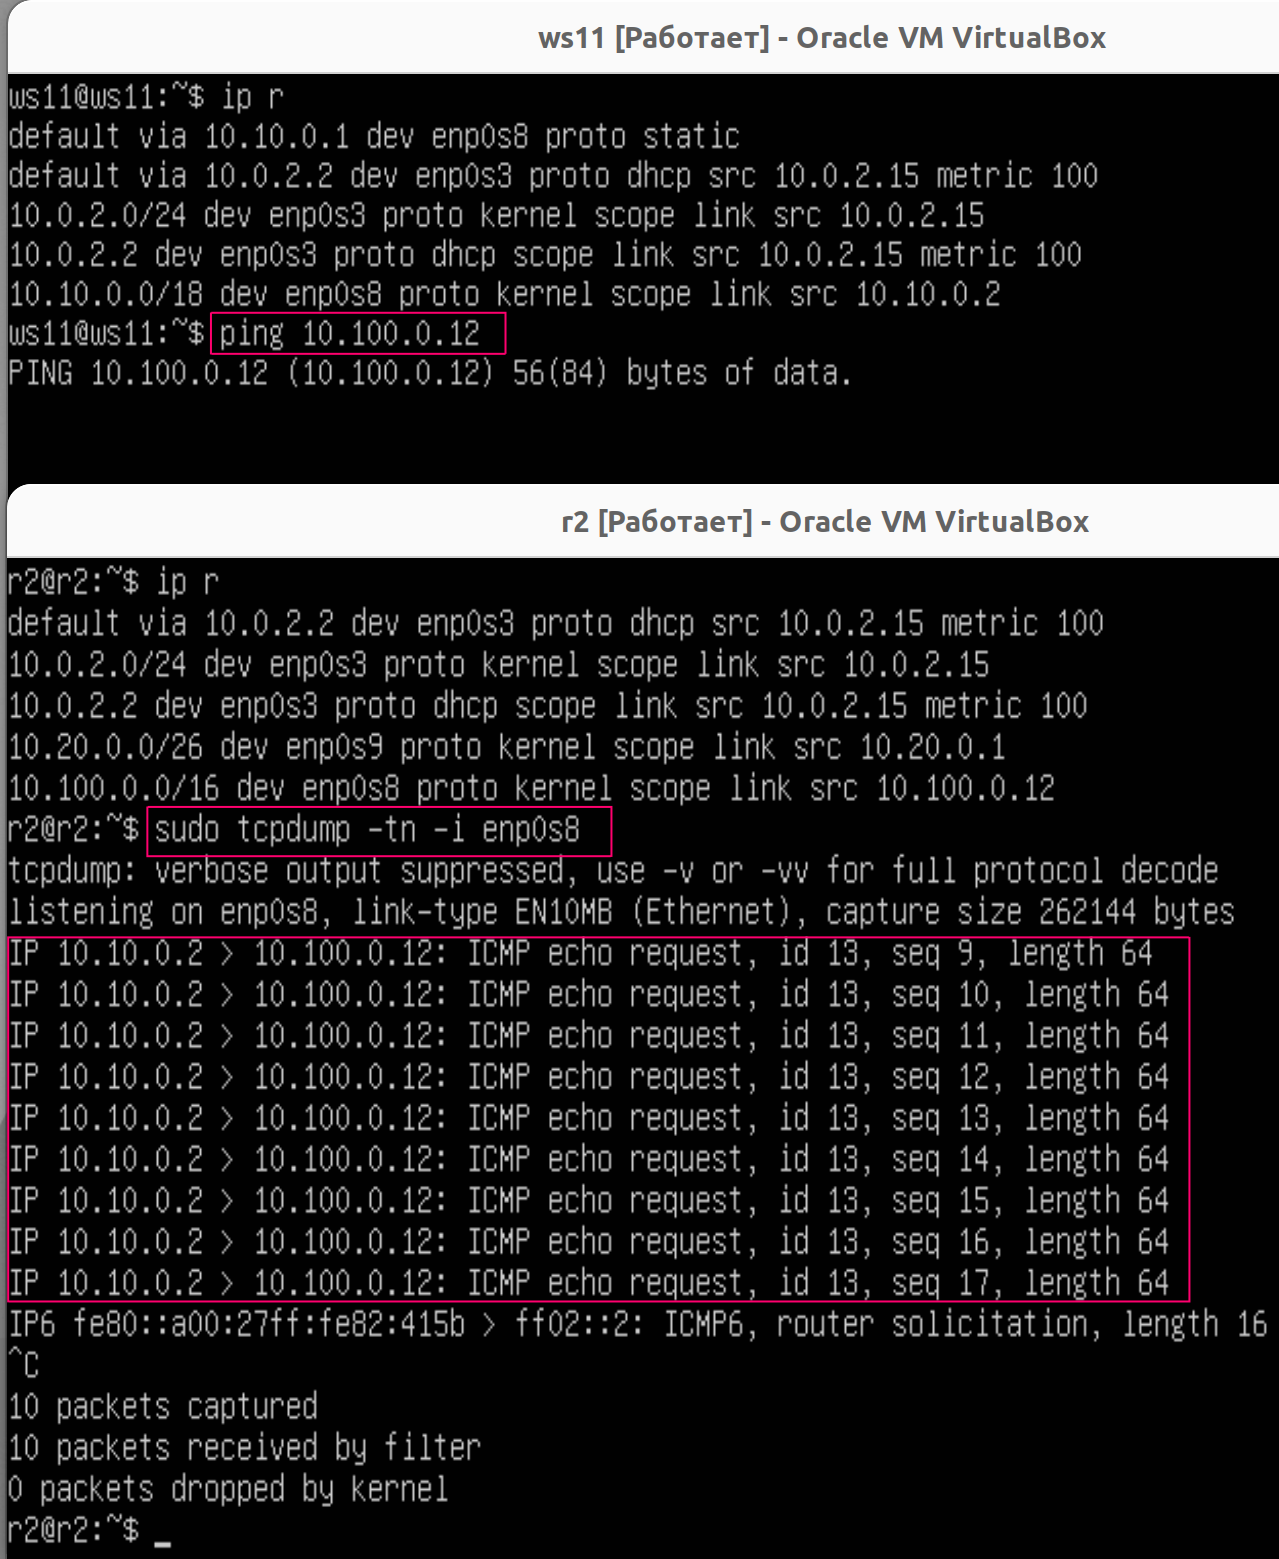 ws11 [Работает] - Oracle VM VirtualBox
ws11@ws11:~$ ip r
default via 10.10.0.1 dev enp0s8 proto static
default via 10.0.2.2 dev enp0s3 proto dhcp src 10.0.2.15 metric 100
10.0.2.0/24 dev enp0s3 proto kernel scope link src 10.0.2.15
10.0.2.2 dev enp0s3 proto dhcp scope link src 10.0.2.15 metric 100
10.10.0.0/18 dev enp0s8 proto kernel scope link src 10.10.0.2
ws11@ws11:~$ ping 10.100.0.12
PING 10.100.0.12 (10.100.0.12) 56(84) bytes of data.
r2 [Работает] - Oracle VM VirtualBox
r2@r2:~$ ip r
default via 10.0.2.2 dev enp0s3 proto dhcp src 10.0.2.15 metric 100
10.0.2.0/24 dev enp0s3 proto kernel scope link src 10.0.2.15
10.0.2.2 dev enp0s3 proto dhcp scope link src 10.0.2.15 metric 100
10.20.0.0/26 dev enp0s9 proto kernel scope link src 10.20.0.1
10.100.0.0/16 dev enp0s8 proto kernel scope link src 10.100.0.12
r2@r2:~$ sudo tcpdump -tn -i enp0s8
tcpdump: verbose output suppressed, use -v or -vv for full protocol decode
listening on enp0s8, link-type EN10MB (Ethernet), capture size 262144 bytes
IP 10.10.0.2 > 10.100.0.12: ICMP echo request, id 13, seq 9, length 64
IP 10.10.0.2 > 10.100.0.12: ICMP echo request, id 13, seq 10, length 64
IP 10.10.0.2 > 10.100.0.12: ICMP echo request, id 13, seq 11, length 64
IP 10.10.0.2 > 10.100.0.12: ICMP echo request, id 13, seq 12, length 64
IP 10.10.0.2 > 10.100.0.12: ICMP echo request, id 13, seq 13, length 64
IP 10.10.0.2 > 10.100.0.12: ICMP echo request, id 13, seq 14, length 64
IP 10.10.0.2 > 10.100.0.12: ICMP echo request, id 13, seq 15, length 64
IP 10.10.0.2 > 10.100.0.12: ICMP echo request, id 13, seq 16, length 64
IP 10.10.0.2 > 10.100.0.12: ICMP echo request, id 13, seq 17, length 64
IP6 fe80::a00:27ff:fe82:415b > ff02::2: ICMP6, router solicitation, length 16
^C
10 packets captured
10 packets received by filter
0 packets dropped by kernel
r2@r2:~$ _